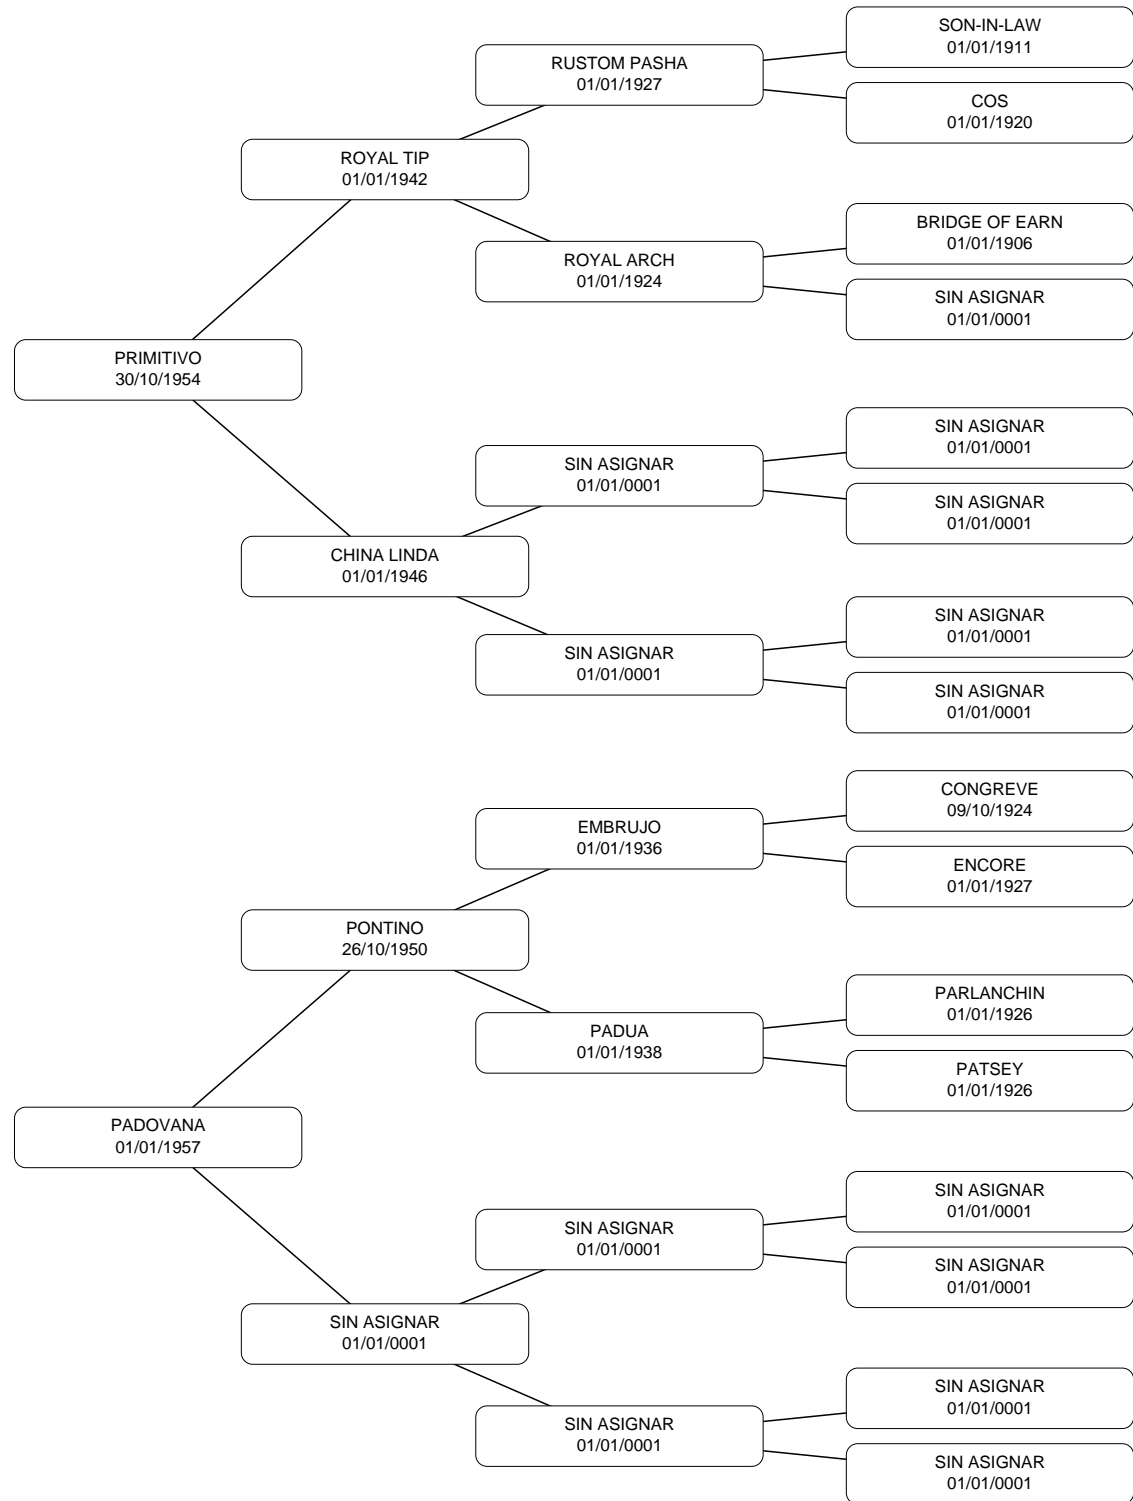 SON-IN-LAW
01/01/1911
RUSTOM PASHA
01/01/1927
COS
01/01/1920
ROYAL TIP
01/01/1942
BRIDGE OF EARN
01/01/1906
ROYAL ARCH
01/01/1924
SIN ASIGNAR
01/01/0001
PRIMITIVO
30/10/1954
SIN ASIGNAR
01/01/0001
SIN ASIGNAR
01/01/0001
SIN ASIGNAR
01/01/0001
CHINA LINDA
01/01/1946
SIN ASIGNAR
01/01/0001
SIN ASIGNAR
01/01/0001
SIN ASIGNAR
01/01/0001
CONGREVE
09/10/1924
EMBRUJO
01/01/1936
ENCORE
01/01/1927
PONTINO
26/10/1950
PARLANCHIN
01/01/1926
PADUA
01/01/1938
PATSEY
01/01/1926
PADOVANA
01/01/1957
SIN ASIGNAR
01/01/0001
SIN ASIGNAR
01/01/0001
SIN ASIGNAR
01/01/0001
SIN ASIGNAR
01/01/0001
SIN ASIGNAR
01/01/0001
SIN ASIGNAR
01/01/0001
SIN ASIGNAR
01/01/0001